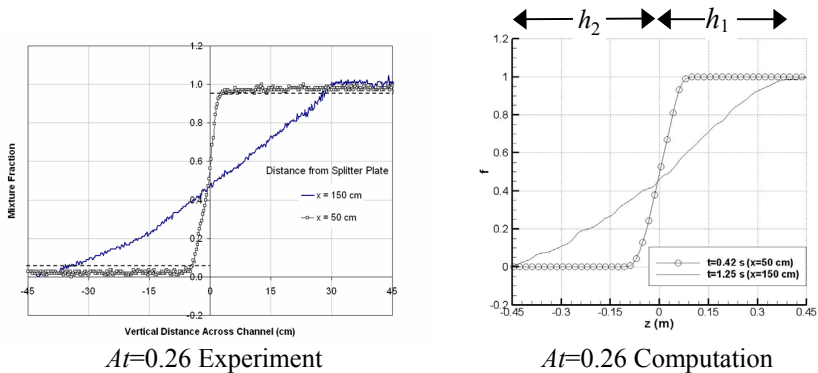 h2 h1
1.2
1.0
0.8
0.6
0.4
0.2
0.0
-0.2
-45 -30 -15 0 15 30 45
Mixture Fraction
Vertical Distance Across Channel (cm)
Distance from Splitter Plate
x = 150 cm
x = 50 cm
1.4
1.2
1
0.8
0.6
0.4
0.2
0
-0.2
-0.45 -0.3 -0.15 0 0.15 0.3 0.45
f
z (m)
t=0.42 s (x=50 cm)
t=1.25 s (x=150 cm)
At=0.26 Experiment
At=0.26 Computation